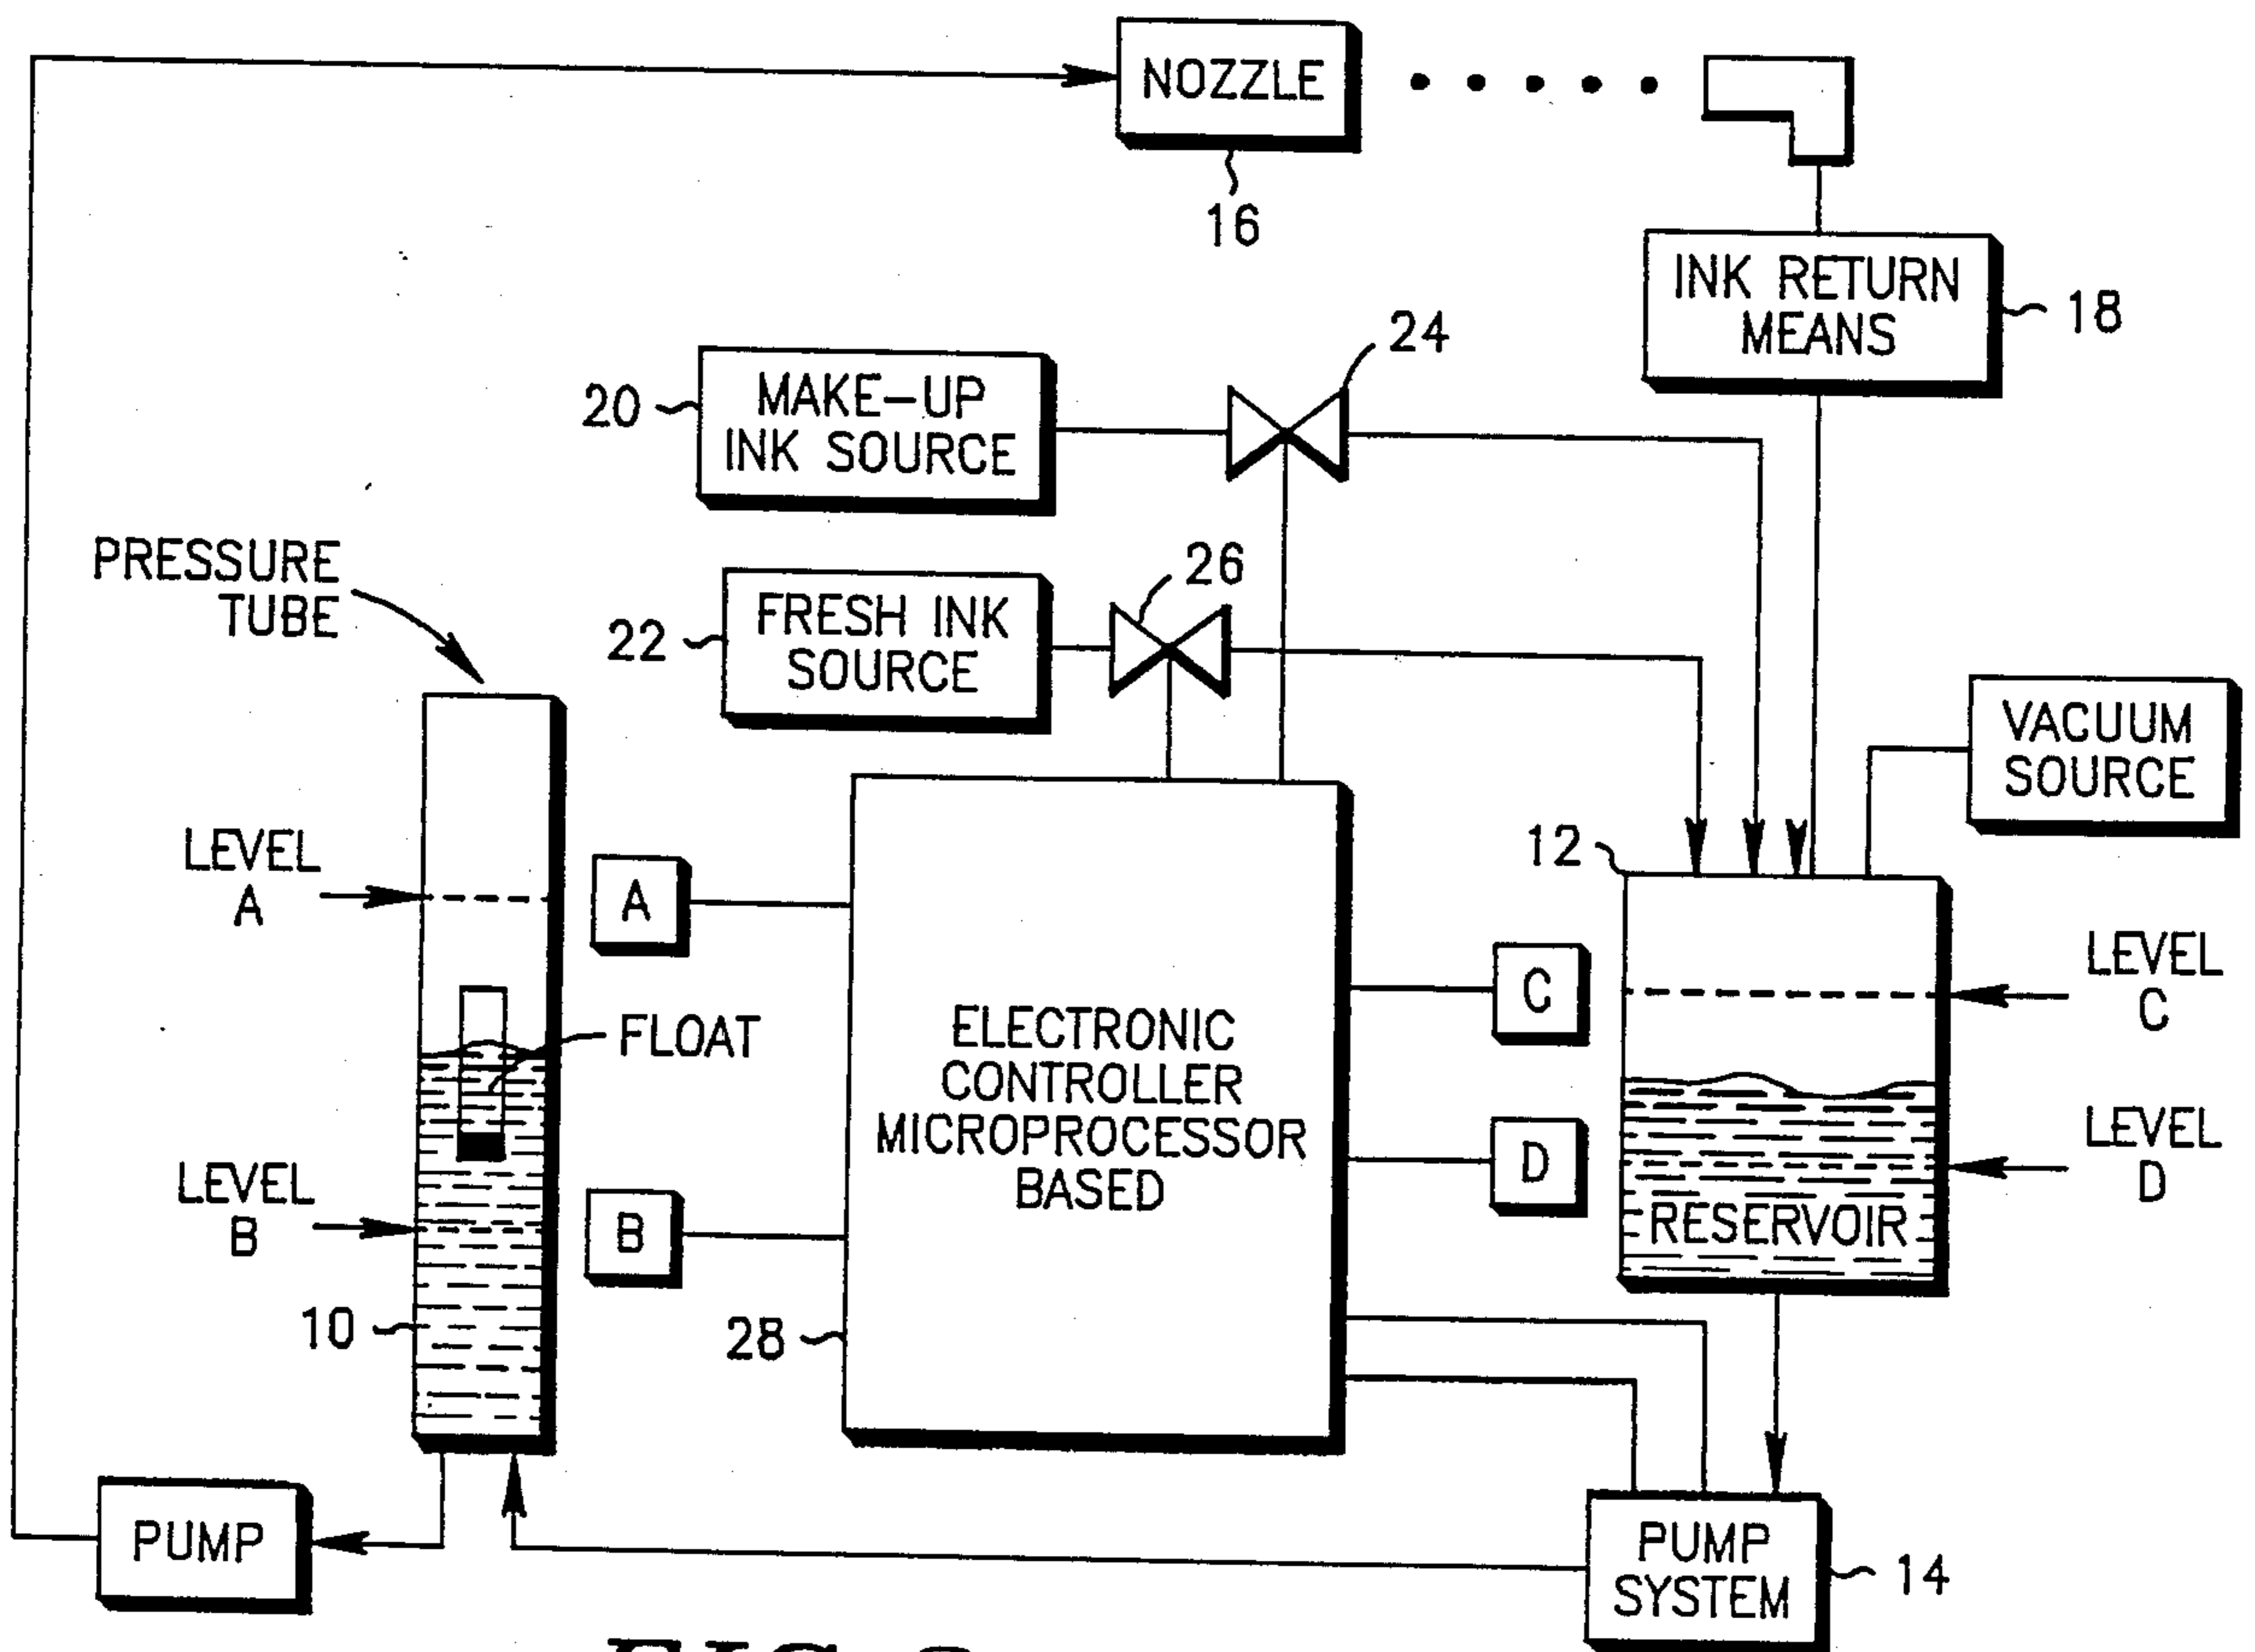 NOZZLE
16
INK RETURN
MEANS
18
24
20
MAKE-UP
INK SOURCE
PRESSURE
TUBE
26
22
FRESH INK
SOURCE
VACUUM
SOURCE
12
LEVEL
A
A
LEVEL
C
C
FLOAT
ELECTRONIC
CONTROLLER
MICROPROCESSOR
BASED
LEVEL
D
D
LEVEL
B
B
RESERVOIR
10
28
PUMP
PUMP
SYSTEM
14